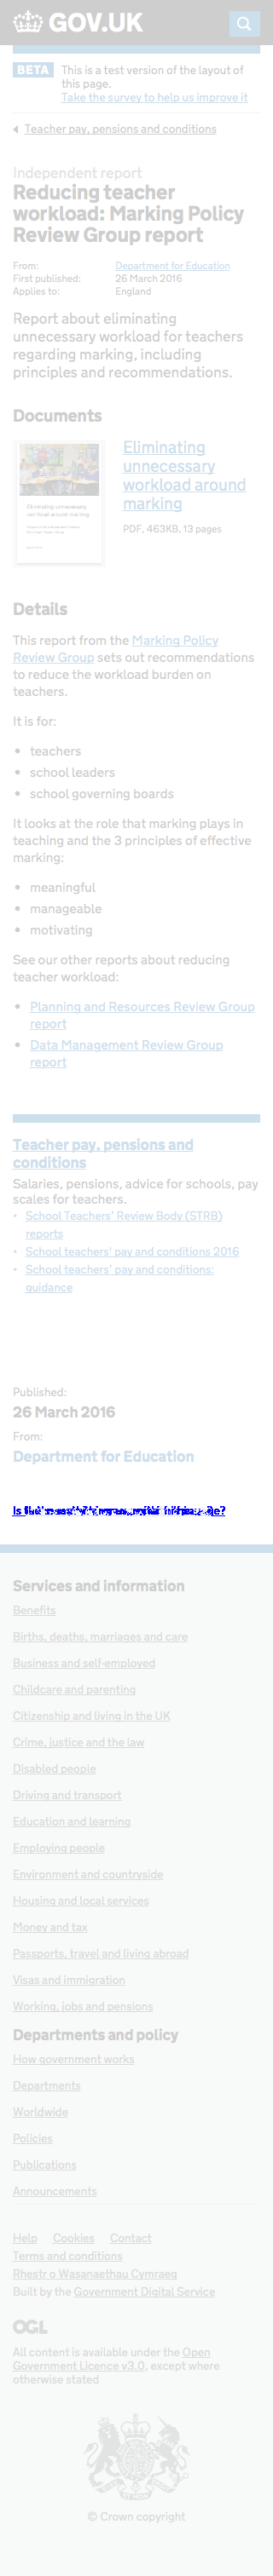 GOV.UK
BETA This is a test version of the layout of
this page.
Take the survey to help us improve it
Teacher pay, pensions and conditions
Independent report
Reducing teacher
workload: Marking Policy
Review Group report
From: Department for Education
First published: 26 March 2016
Applies to: England
Report about eliminating
unnecessary workload for teachers
regarding marking, including
principles and recommendations.
Documents
Eliminating unnecessary
workload around marking
Eliminating
unnecessary
workload around
marking
PDF, 463KB, 13 pages
Details
This report from the Marking Policy
Review Group sets out recommendations
to reduce the workload burden on
teachers.
It is for:
• teachers
• school leaders
• school governing boards
It looks at the role that marking plays in
teaching and the 3 principles of effective
marking:
• meaningful
• manageable
• motivating
See our other reports about reducing
teacher workload:
• Planning and Resources Review Group
report
• Data Management Review Group
report
Teacher pay, pensions and
conditions
Salaries, pensions, advice for schools, pay
scales for teachers.
• School Teachers' Review Body (STRB)
reports
• School teachers' pay and conditions 2016
• School teachers' pay and conditions:
guidance
Published:
26 March 2016
From:
Department for Education
Services and information
Benefits
Births, deaths, marriages and care
Business and self-employed
Childcare and parenting
Citizenship and living in the UK
Crime, justice and the law
Disabled people
Driving and transport
Education and learning
Employing people
Environment and countryside
Housing and local services
Money and tax
Passports, travel and living abroad
Visas and immigration
Working, jobs and pensions
Departments and policy
How government works
Departments
Worldwide
Policies
Publications
Announcements
Help Cookies Contact
Terms and conditions
Rhestr o Wasanaethau Cymraeg
Built by the Government Digital Service
OGL
All content is available under the Open
Government Licence v3.0, except where
otherwise stated
© Crown copyright